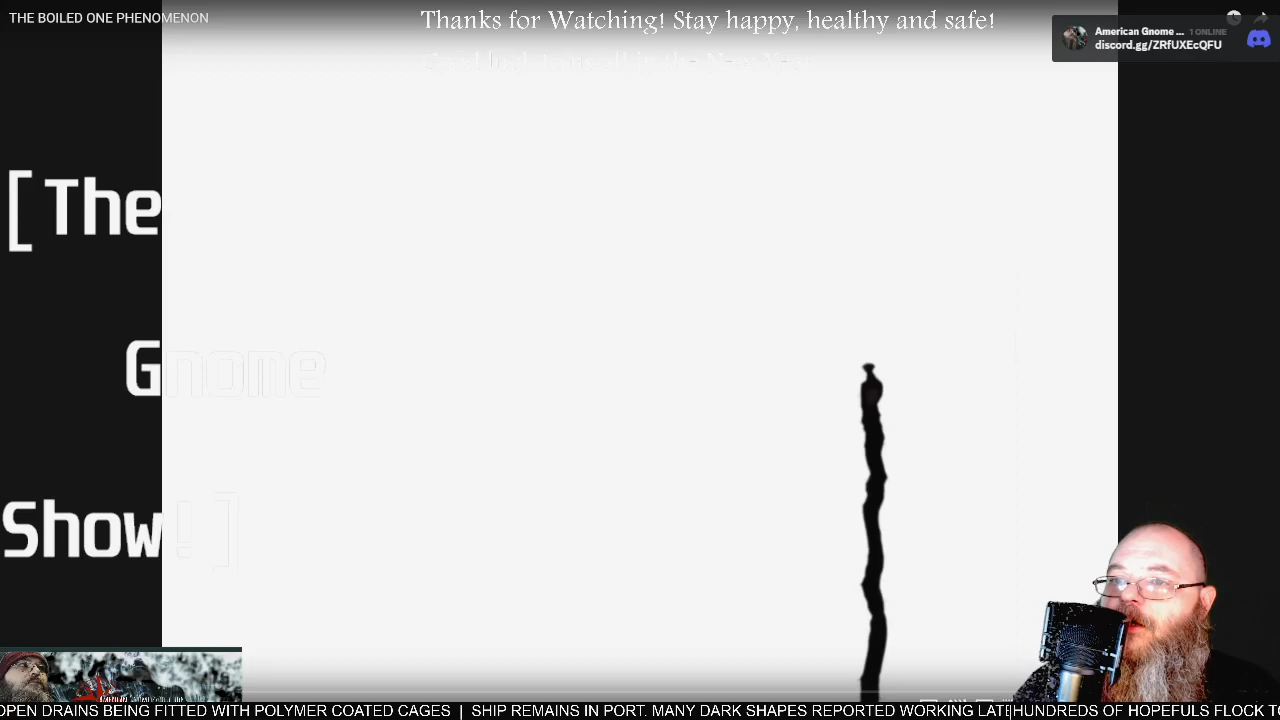 THE BOILED ONE PHENOMENON
Thanks for Watching! Stay happy, healthy and safe!
American Gnome ... 1 ONLINE
discord.gg/ZRfUXEcQFU
[The
Gnome
Show!]
OPEN DRAINS BEING FITTED WITH POLYMER COATED CAGES | SHIP REMAINS IN PORT. MANY DARK SHAPES REPORTED WORKING LATE HUNDREDS OF HOPEFULS FLOCK TO